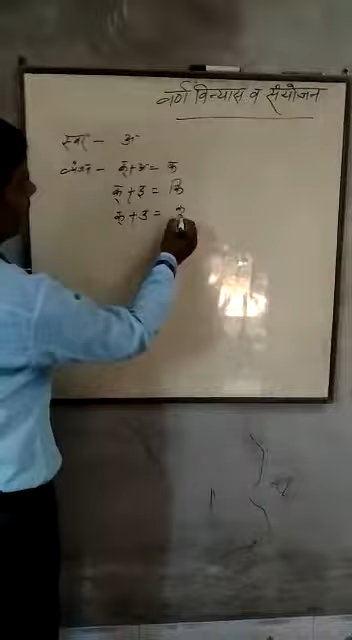 वर्ण विन्यास व संयोजन
स्वर - अ
व्यंजन - क् + अ = क
क् + इ = कि
क् + उ = कु